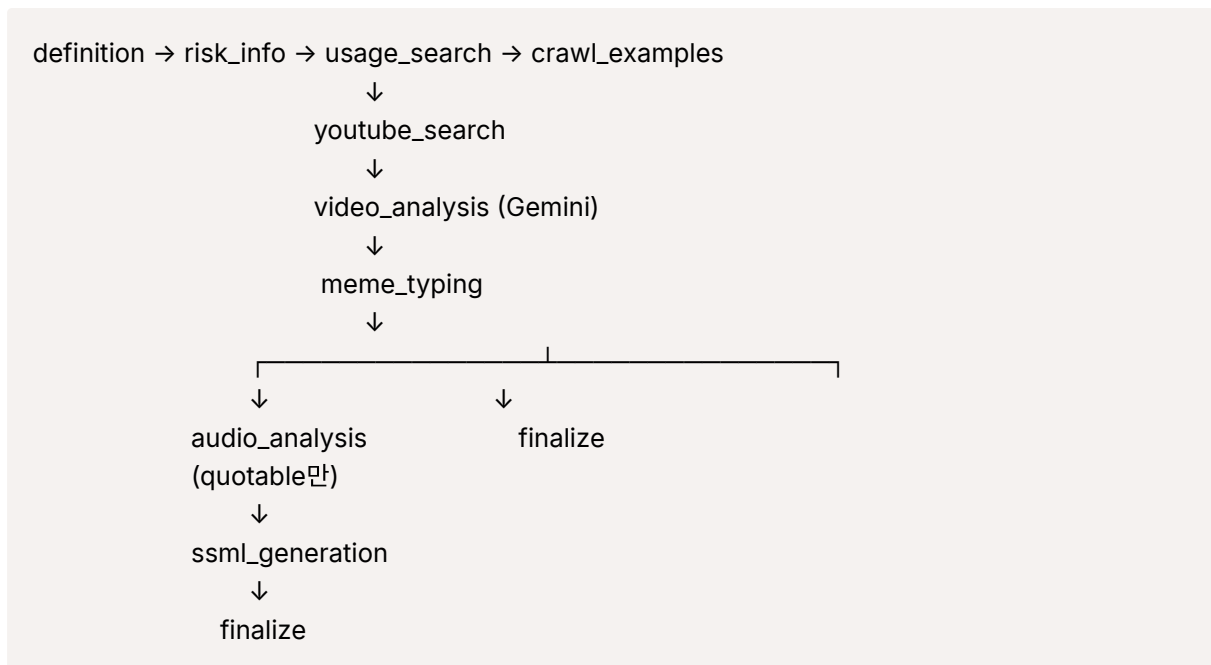 definition → risk_info → usage_search → crawl_examples
↓
youtube_search
↓
video_analysis (Gemini)
↓
meme_typing
↓
┌──────────┴──────────┐
↓ ↓
audio_analysis finalize
(quotable만)
↓
ssml_generation
↓
finalize